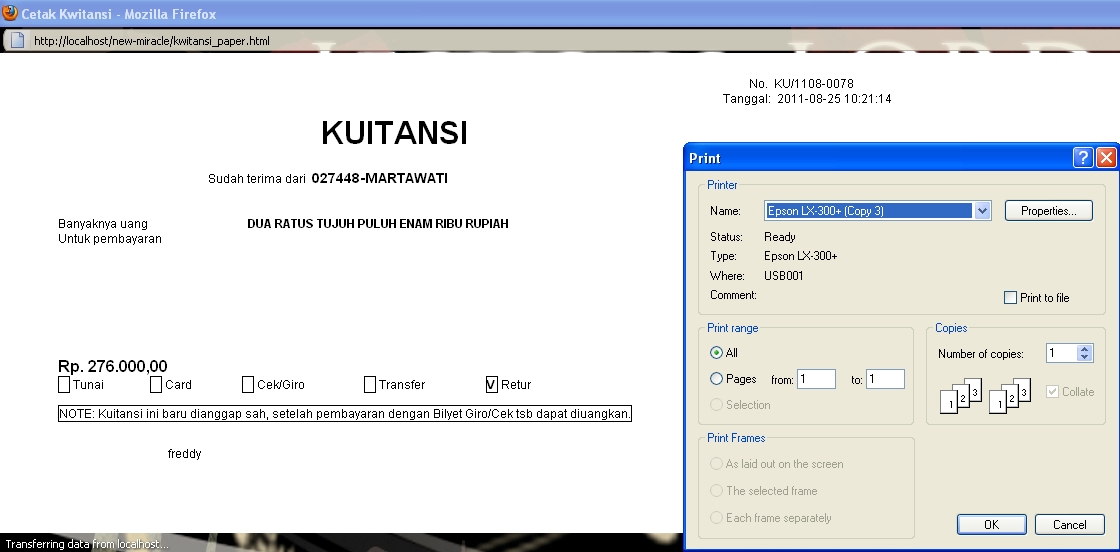 Cetak Kwitansi - Mozilla Firefox
http://localhost/new-miracle/kwitansi_paper.html
No. KU/1108-0078
Tanggal: 2011-08-25 10:21:14
KUITANSI
Sudah terima dari 027448-MARTAWATI
Banyaknya uang DUA RATUS TUJUH PULUH ENAM RIBU RUPIAH
Untuk pembayaran
Rp. 276.000,00
Tunai Card Cek/Giro Transfer V Retur
NOTE: Kuitansi ini baru dianggap sah, setelah pembayaran dengan Bilyet Giro/Cek tsb dapat diuangkan.
freddy
Transferring data from localhost...
Print
Printer
Name: Epson LX-300+ (Copy 3) Properties...
Status: Ready
Type: Epson LX-300+
Where: USB001
Comment:
Print to file
Print range
All
Pages from: 1 to: 1
Selection
Copies
Number of copies: 1
1 2 3 1 2 3 Collate
Print Frames
As laid out on the screen
The selected frame
Each frame separately
OK Cancel